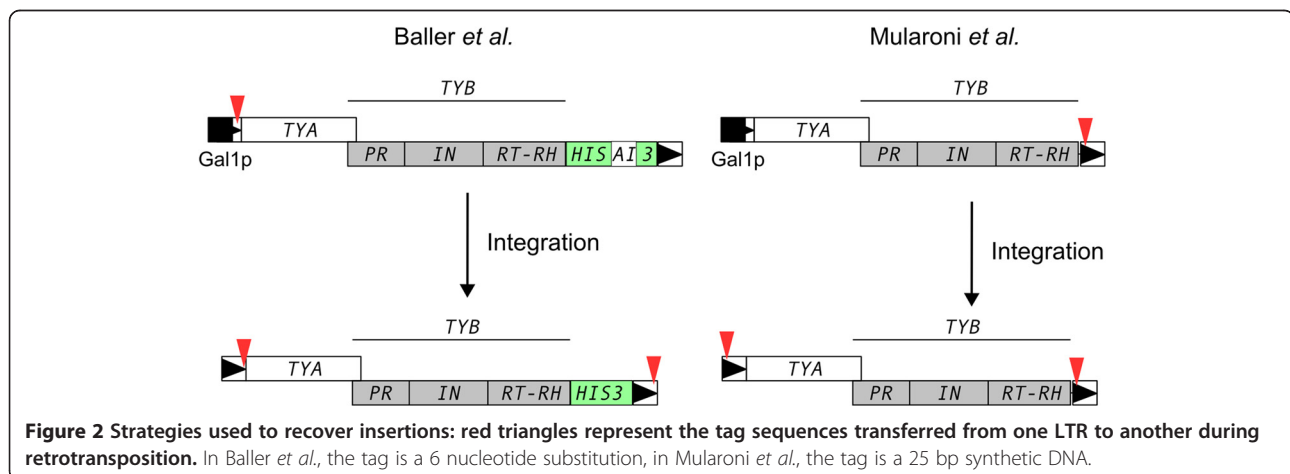 Baller et al.
Mularoni et al.
TYB
TYA
Gal1p
PR IN RT-RH HIS AI 3
TYB
TYA
Gal1p
PR IN RT-RH
Integration
Integration
TYB
TYA
PR IN RT-RH HIS3
TYB
TYA
PR IN RT-RH
Figure 2 Strategies used to recover insertions: red triangles represent the tag sequences transferred from one LTR to another during
retrotransposition. In Baller et al., the tag is a 6 nucleotide substitution, in Mularoni et al., the tag is a 25 bp synthetic DNA.